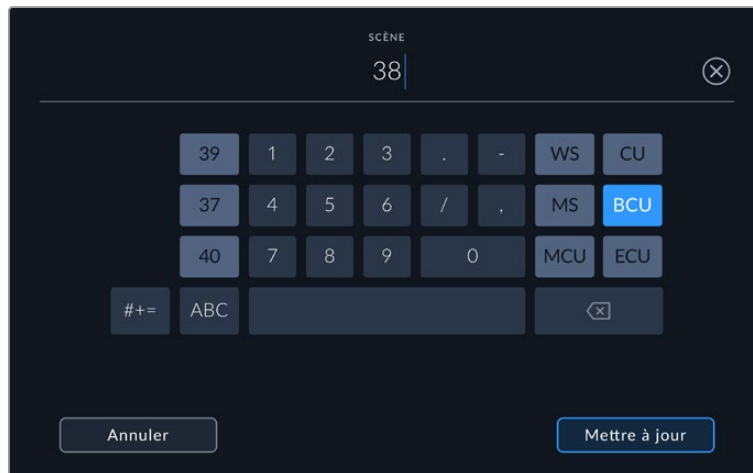 SCÈNE
38
39 1 2 3 . - WS CU
37 4 5 6 / , MS BCU
40 7 8 9 0 MCU ECU
#+= ABC
Annuler Mettre à jour